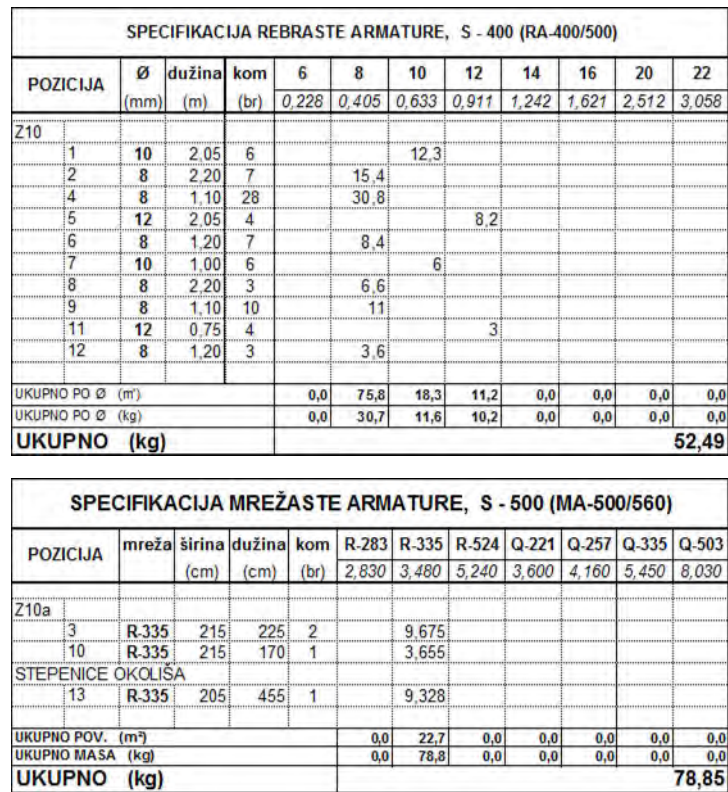 SPECIFIKACIJA REBRASTE ARMATURE, S - 400 (RA-400/500)
POZICIJA Ø dužina kom 6 8 10 12 14 16 20 22
(mm) (m) (br) 0,228 0,405 0,633 0,911 1,242 1,621 2,512 3,058
Z10
1 10 2,05 6 12,3
2 8 2,20 7 15,4
4 8 1,10 28 30,8
5 12 2,05 4 8,2
6 8 1,20 7 8,4
7 10 1,00 6 6
8 8 2,20 3 6,6
9 8 1,10 10 11
11 12 0,75 4 3
12 8 1,20 3 3,6
UKUPNO PO Ø (m') 0,0 75,8 18,3 11,2 0,0 0,0 0,0 0,0
UKUPNO PO Ø (kg) 0,0 30,7 11,6 10,2 0,0 0,0 0,0 0,0
UKUPNO (kg) 52,49
SPECIFIKACIJA MREŽASTE ARMATURE, S - 500 (MA-500/560)
POZICIJA mreža širina dužina kom R-283 R-335 R-524 Q-221 Q-257 Q-335 Q-503
(cm) (cm) (br) 2,830 3,480 5,240 3,600 4,160 5,450 8,030
Z10a
3 R-335 215 225 2 9,675
10 R-335 215 170 1 3,655
STEPENICE OKOLIŠA
13 R-335 205 455 1 9,328
UKUPNO POV. (m²) 0,0 22,7 0,0 0,0 0,0 0,0 0,0
UKUPNO MASA (kg) 0,0 78,8 0,0 0,0 0,0 0,0 0,0
UKUPNO (kg) 78,85